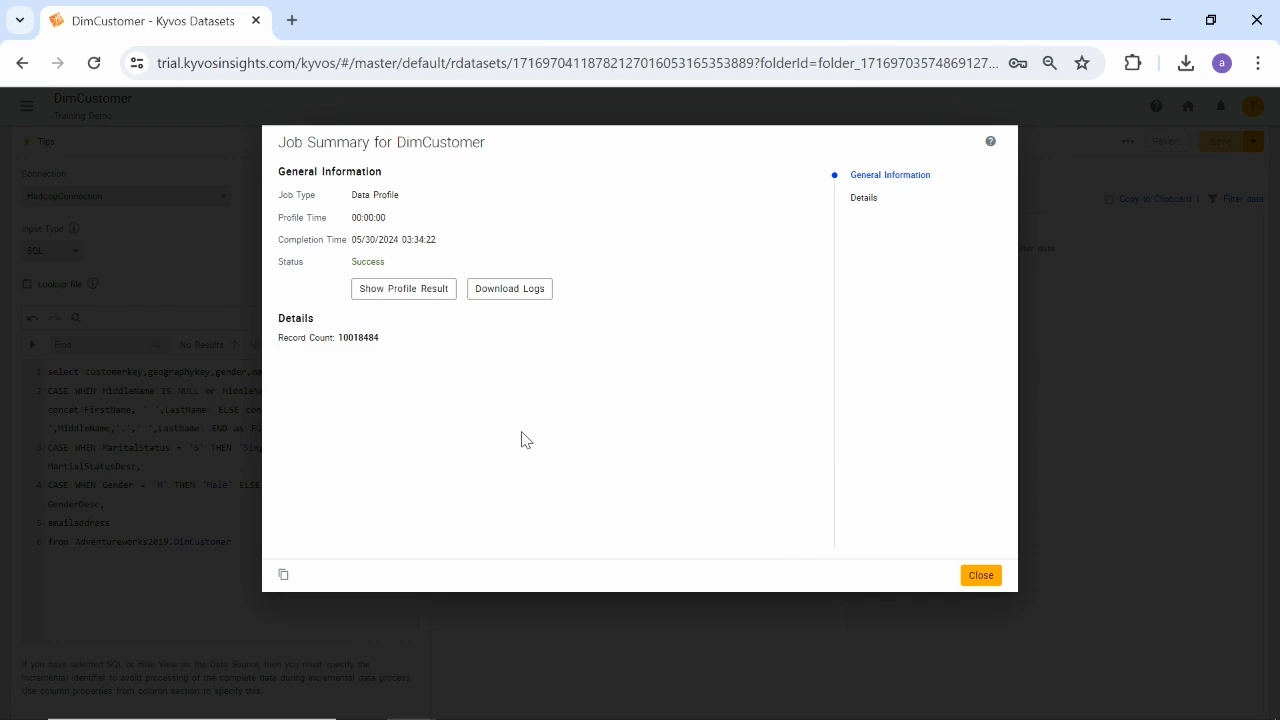 DimCustomer - Kyvos Datasets
trial.kyvosinsights.com/kyvos/#/master/default/rdatasets/171697041187821270160531653538​89?folderId=folder_17169703574869127...
a
DimCustomer
Training Demo
T
Tips
Revert
Save
Connection
HadoopConnection
Copy to Clipboard
Filter data
Input Type
SQL
Lookup file
Find
No Results
1 select customerkey,geographykey,gender,ma
2 CASE WHEN MiddleName IS NULL or MiddleNa
concat FirstName, ' ',LastName ELSE con
',MiddleName,'.',' ',LastName END as F
3 CASE WHEN MaritalStatus = 'S' THEN 'Sin
MartialStatusDesc,
4 CASE WHEN Gender = 'M' THEN 'Male' ELSE
GenderDesc,
5 emailaddress
6 from Adventureworks2019.DimCustomer
If you have selected SQL or Hive View as the Data Source, then you must specify the
incremental identifier to avoid processing of the complete data during incremental data process.
Use column properties from column section to specify this.
Job Summary for DimCustomer
General Information
Job Type Data Profile
Profile Time 00:00:00
Completion Time 05/30/2024 03:34:22
Status Success
Show Profile Result Download Logs
Details
Record Count: 10018484
General Information
Details
Close